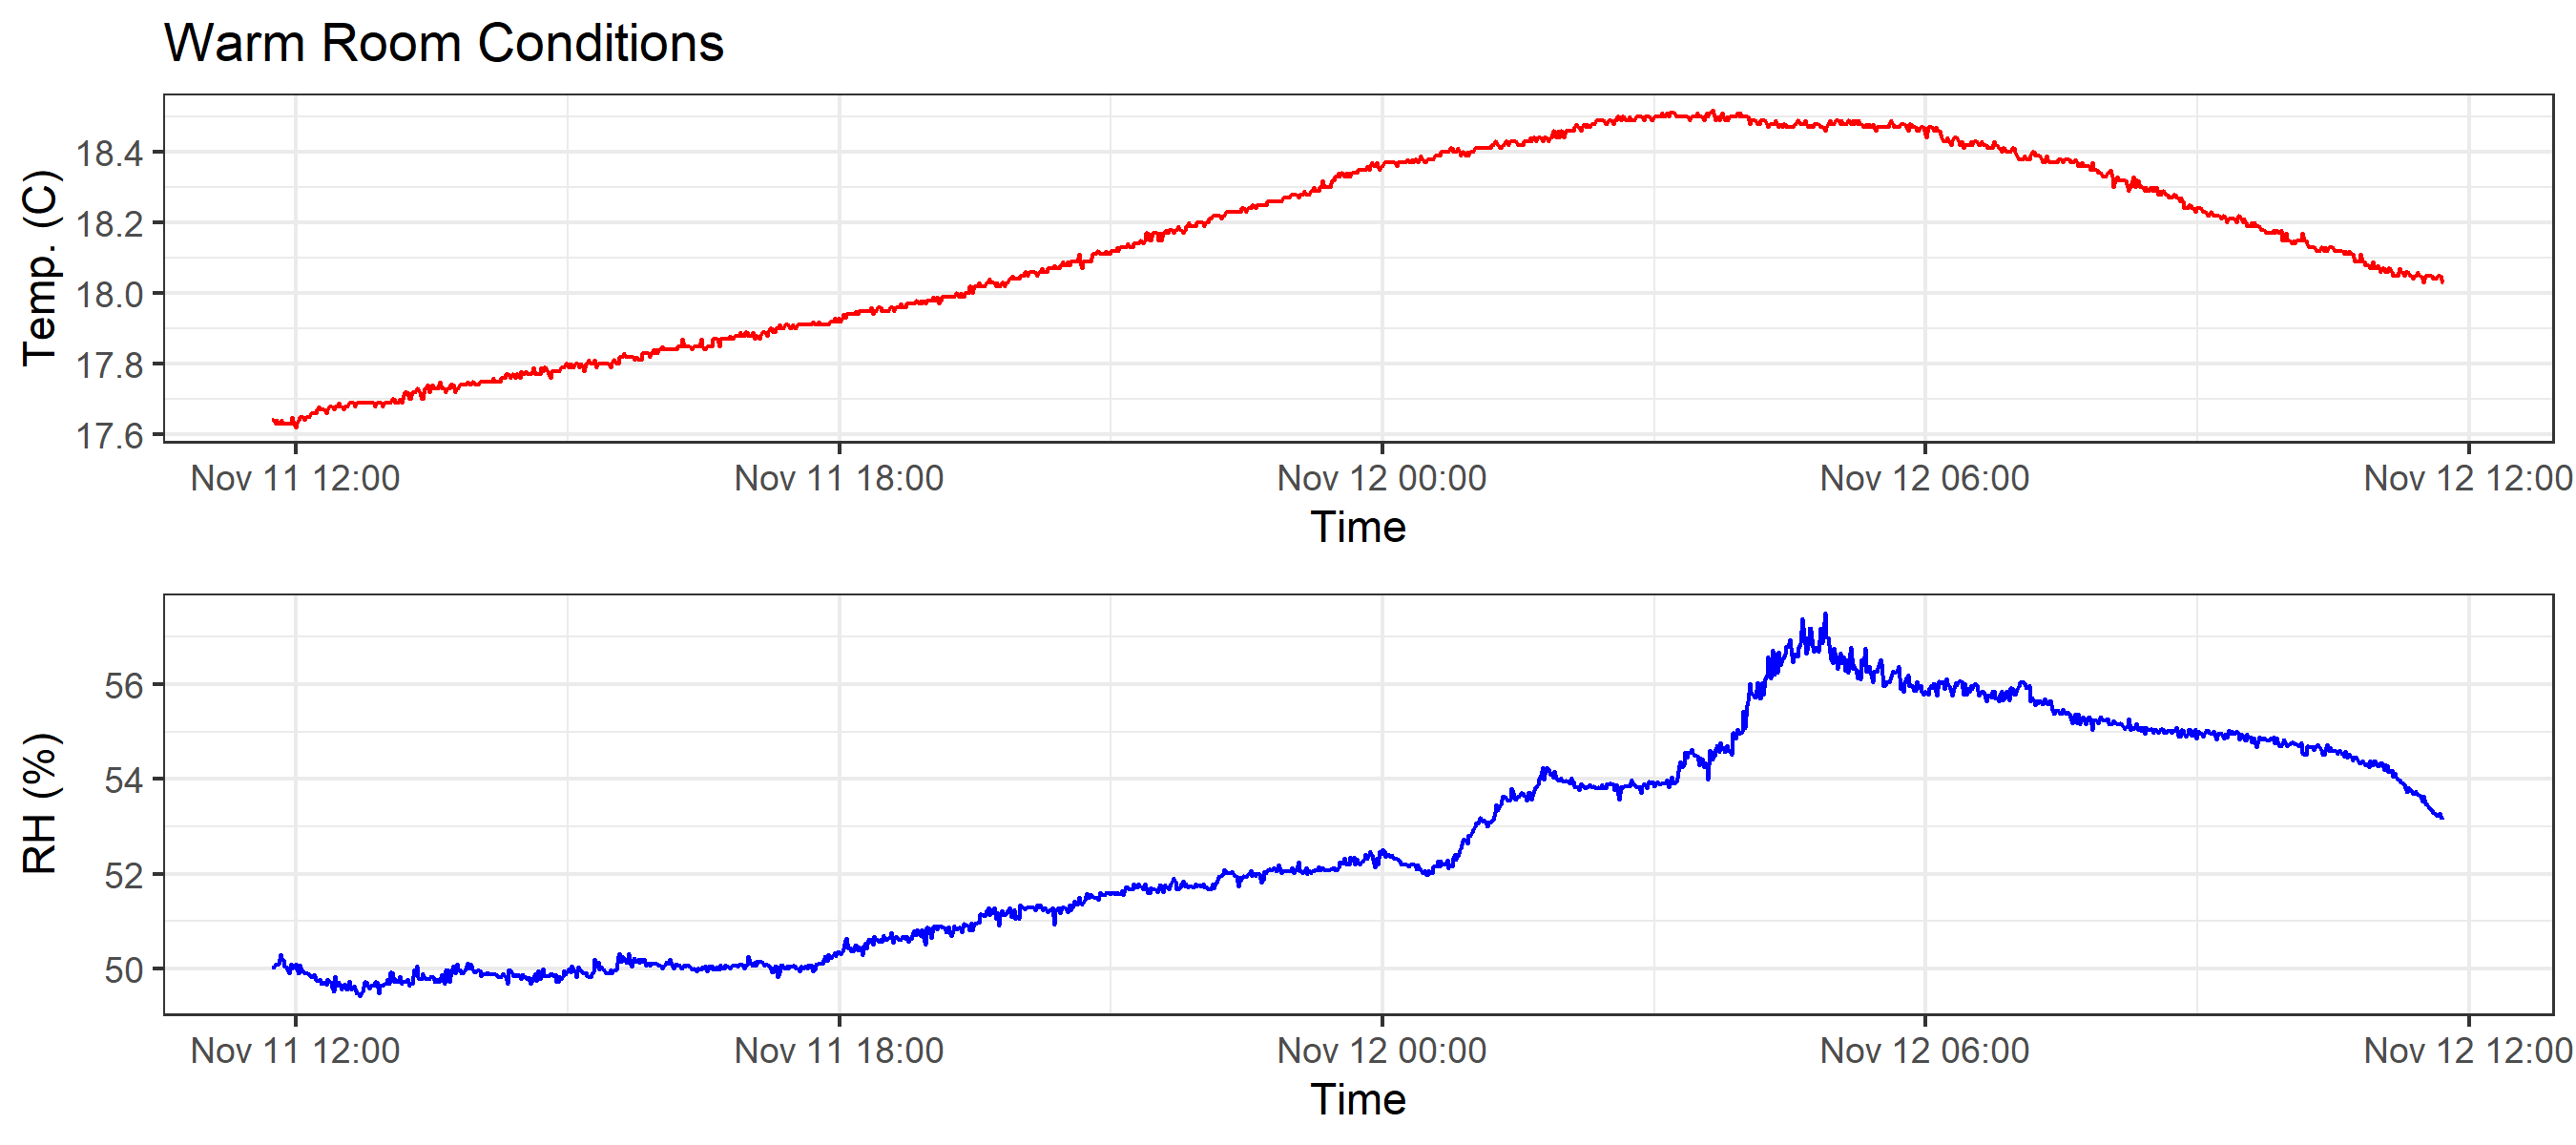 Warm Room Conditions
Temp. (C)
18.4
18.2
18.0
17.8
17.6
Nov 11 12:00 Nov 11 18:00 Nov 12 00:00 Nov 12 06:00 Nov 12 12:00
Time
RH (%)
56
54
52
50
Nov 11 12:00 Nov 11 18:00 Nov 12 00:00 Nov 12 06:00 Nov 12 12:00
Time